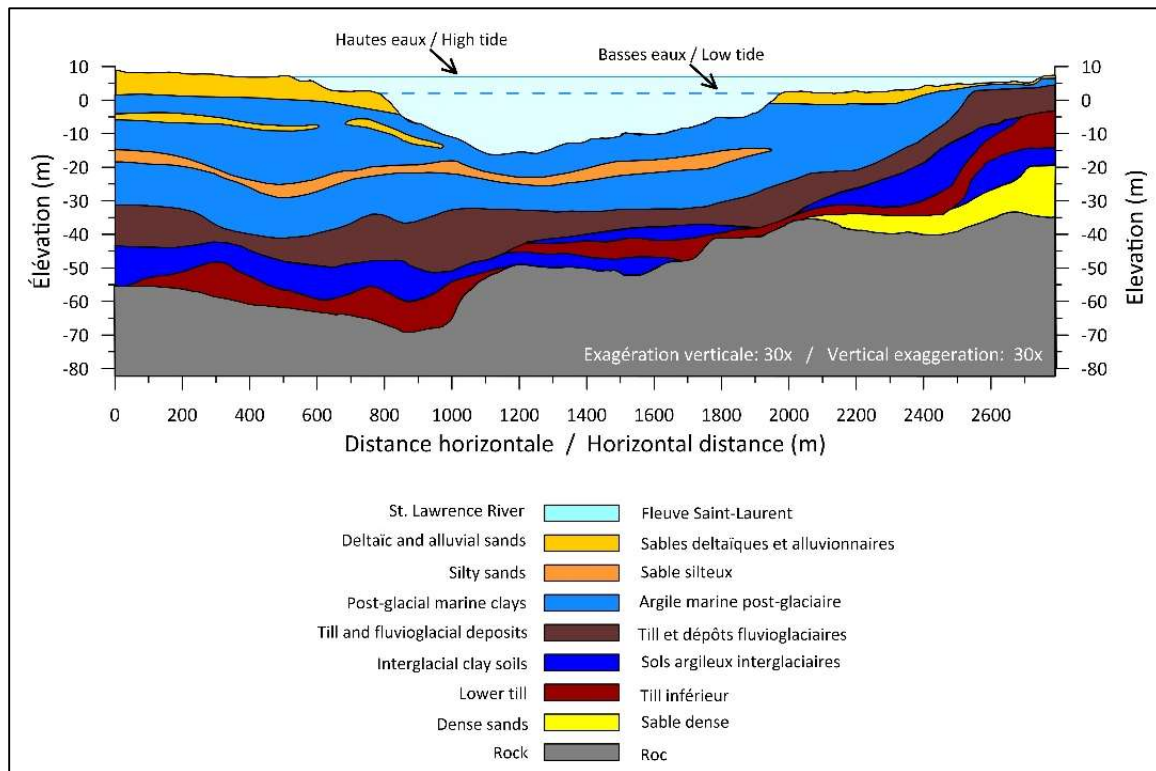 Hautes eaux / High tide
Basses eaux / Low tide
10
0
-10
-20
-30
-40
-50
-60
-70
-80
Élévation (m)
10
0
-10
-20
-30
-40
-50
-60
-70
-80
Elevation (m)
Exagération verticale: 30x / Vertical exaggeration: 30x
0 200 400 600 800 1000 1200 1400 1600 1800 2000 2200 2400 2600
Distance horizontale / Horizontal distance (m)
St. Lawrence River Fleuve Saint-Laurent
Deltaïc and alluvial sands Sables deltaïques et alluvionnaires
Silty sands Sable silteux
Post-glacial marine clays Argile marine post-glaciaire
Till and fluvioglacial deposits Till et dépôts fluvioglaciaires
Interglacial clay soils Sols argileux interglaciaires
Lower till Till inférieur
Dense sands Sable dense
Rock Roc